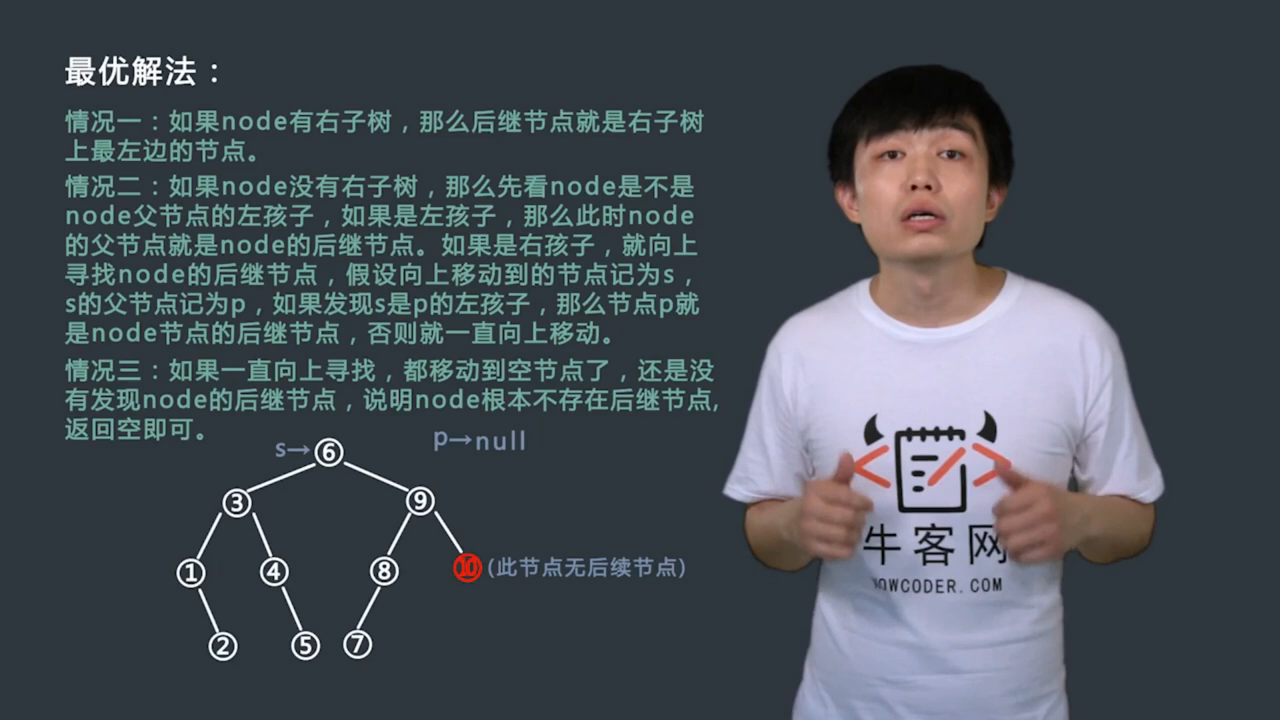 最优解法：
情况一：如果node有右子树，那么后继节点就是右子树
上最左边的节点。
情况二：如果node没有右子树，那么先看node是不是
node父节点的左孩子，如果是左孩子，那么此时node
的父节点就是node的后继节点。如果是右孩子，就向上
寻找node的后继节点，假设向上移动到的节点记为s，
s的父节点记为p，如果发现s是p的左孩子，那么节点p就
是node节点的后继节点，否则就一直向上移动。
情况三：如果一直向上寻找，都移动到空节点了，还是没
有发现node的后继节点，说明node根本不存在后继节点,
返回空即可。
s→⑥ p→null
③ ⑨
① ④ ⑧ ⑩ (此节点无后续节点)
② ⑤ ⑦
牛客网
OWCODER.COM